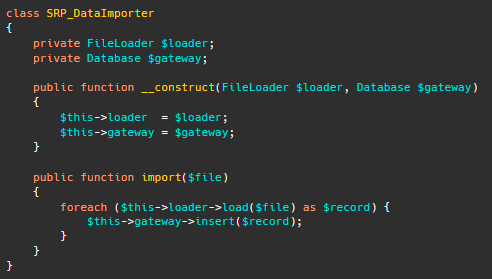 class SRP_DataImporter
{
    private FileLoader $loader;
    private Database $gateway;

    public function __construct(FileLoader $loader, Database $gateway)
    {
        $this->loader  = $loader;
        $this->gateway = $gateway;
    }

    public function import($file)
    {
        foreach ($this->loader->load($file) as $record) {
            $this->gateway->insert($record);
        }
    }
}